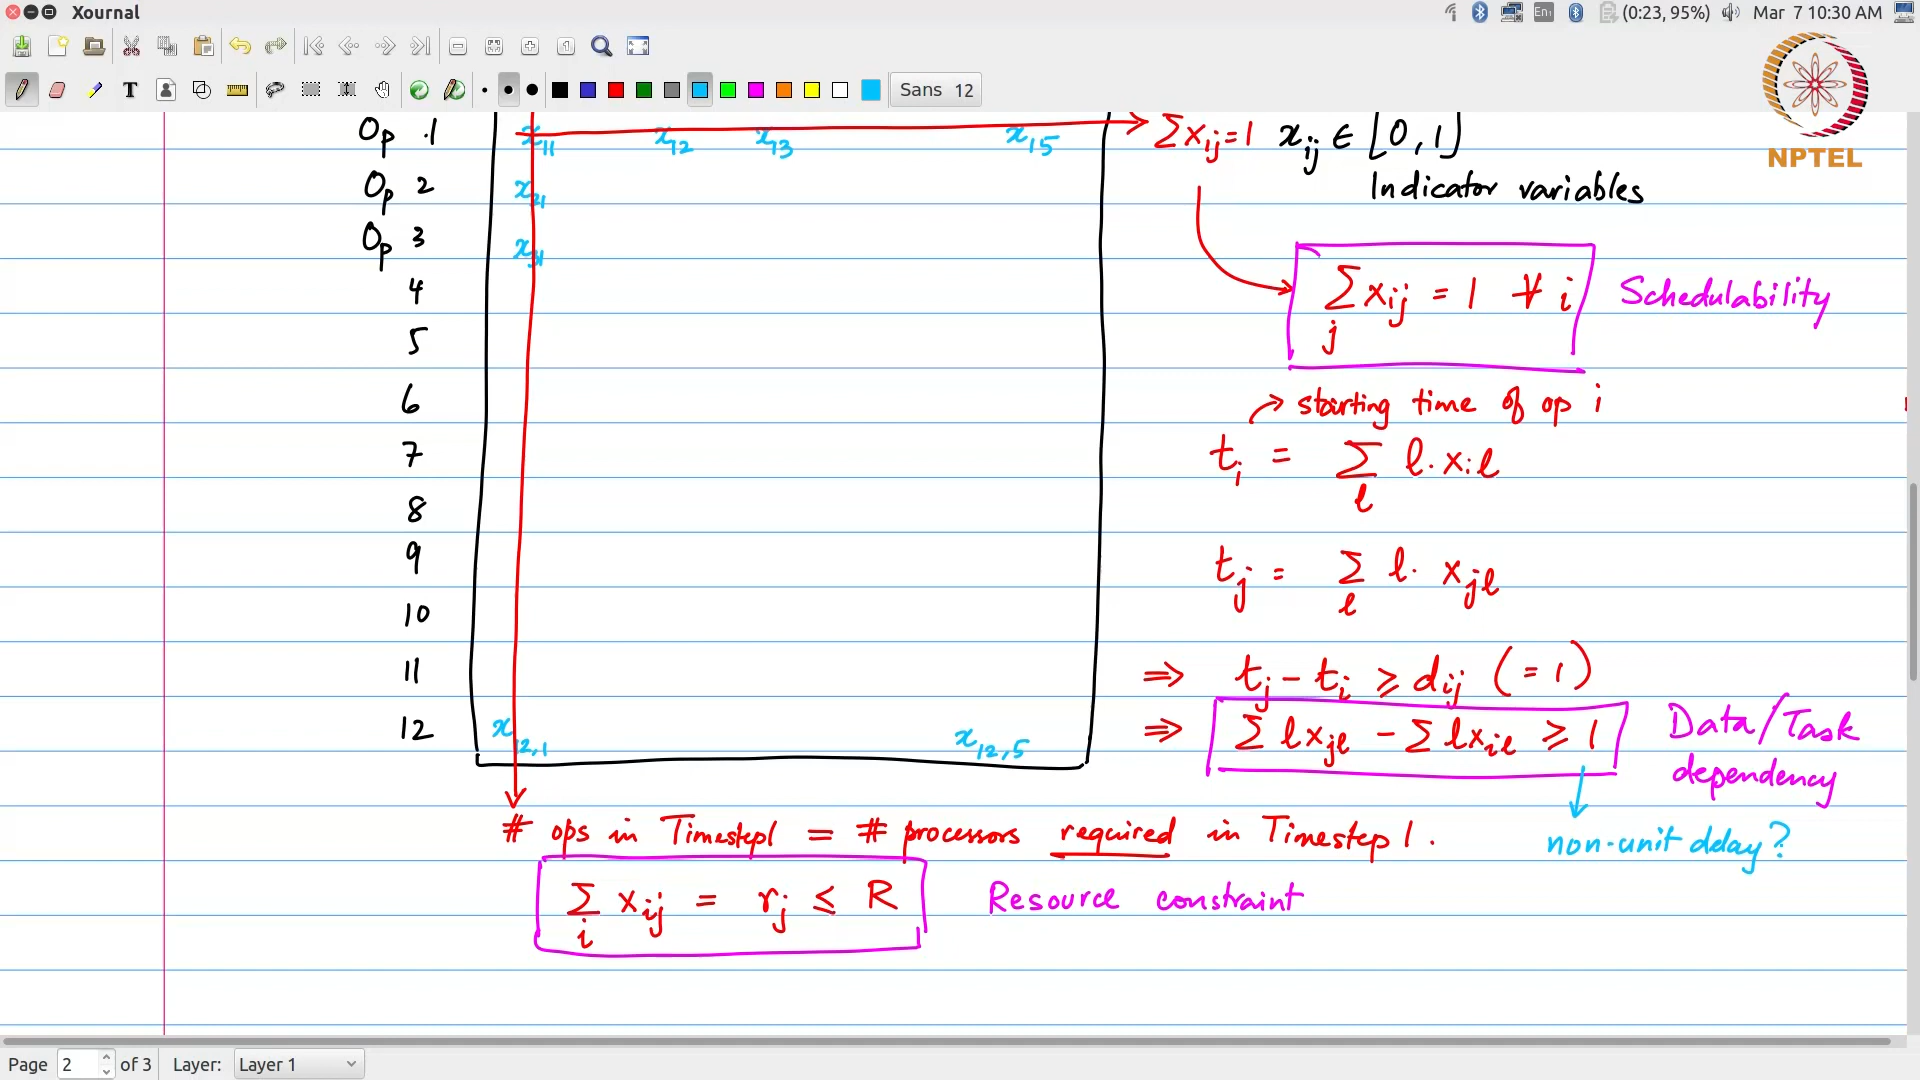 Xournal
(0:23, 95%) Mar 7 10:30 AM
En1
Sans 12
NPTEL
Op .1 x11 x12 x13 x15 ∑xij=1 xij ∈ [0,1]
Op 2 x21 Indicator variables
Op 3 x31
4 ∑j xij = 1 ∀ i Schedulability
5
6 starting time of op i
7 ti = ∑l l. xil
8
9 tj = ∑l l. xjl
10
11 ⇒ tj - ti ≥ dij (=1)
12 x12,1 x12,5 ⇒ ∑lxjl - ∑lxil ≥ 1 Data/Task
dependency
# ops in Timestep1 = # processors required in Timestep 1. non-unit delay?
∑i xij = rj ≤ R Resource constraint
Page 2 of 3 Layer: Layer 1